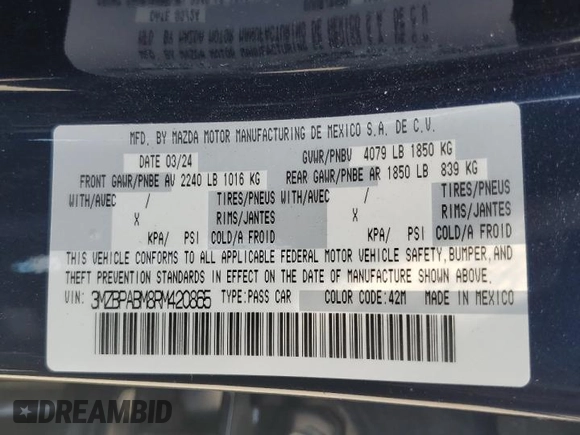 MFD. BY MAZDA MOTOR MANUFACTURING DE MEXICO S.A. DE C.V.
DATE 03/24 GVWR/PNBV 4079 LB 1850 KG
FRONT GAWR/PNBE AV 2240 LB 1016 KG REAR GAWR/PNBE AR 1850 LB 839 KG
WITH/AVEC / TIRES/PNEUS WITH/AVEC / TIRES/PNEUS
X RIMS/JANTES X RIMS/JANTES
KPA/ PSI COLD/A FROID KPA/ PSI COLD/A FROID
THIS VEHICLE CONFORMS TO ALL APPLICABLE FEDERAL MOTOR VEHICLE SAFETY, BUMPER, AND
THEFT PREVENTION STANDARDS IN EFFECT ON THE DATE OF MANUFACTURE SHOWN ABOVE.
VIN: 3MZBPABM8RM420865 TYPE:PASS CAR COLOR CODE:42M MADE IN MEXICO
DREAMBID